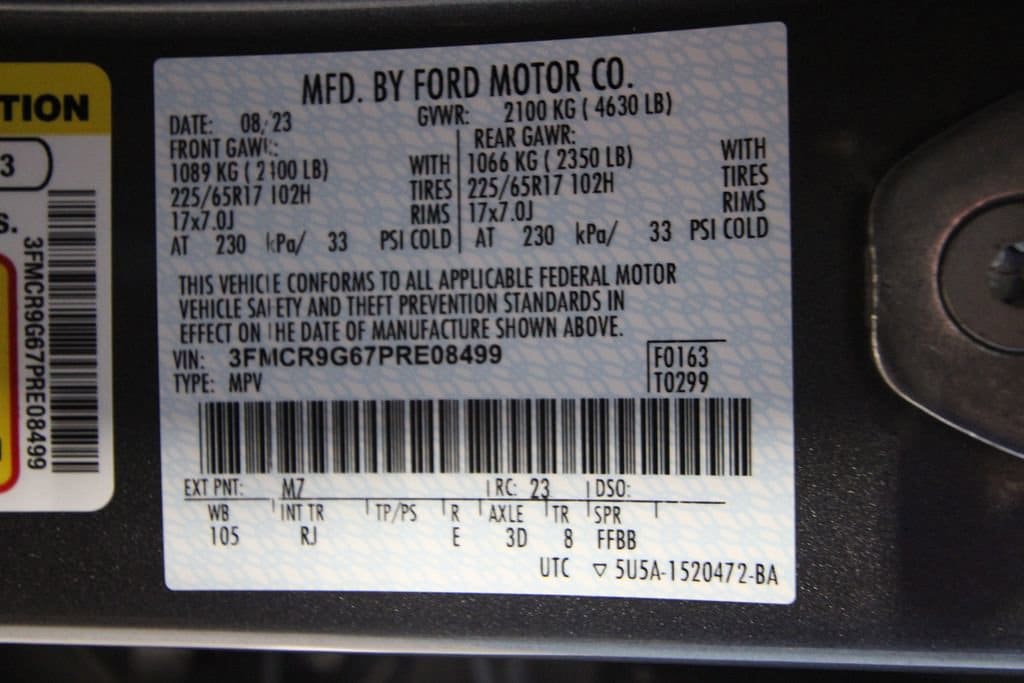 TION
3
S.
3FMCR9G67PRE08499
MFD. BY FORD MOTOR CO.
DATE: 08/23 GVWR: 2100 KG ( 4630 LB)
FRONT GAWR: REAR GAWR:
1089 KG ( 2400 LB) WITH 1066 KG ( 2350 LB) WITH
225/65R17 102H TIRES 225/65R17 102H TIRES
17x7.0J RIMS 17x7.0J RIMS
AT 230 kPa/ 33 PSI COLD AT 230 kPa/ 33 PSI COLD
THIS VEHICLE CONFORMS TO ALL APPLICABLE FEDERAL MOTOR
VEHICLE SAFETY AND THEFT PREVENTION STANDARDS IN
EFFECT ON THE DATE OF MANUFACTURE SHOWN ABOVE.
VIN: 3FMCR9G67PRE08499 F0163
TYPE: MPV T0299
EXT PNT: M7 RC: 23 DSO:
WB INT TR TP/PS R AXLE TR SPR
105 RJ E 3D 8 FFBB
UTC ▽ 5U5A-1520472-BA